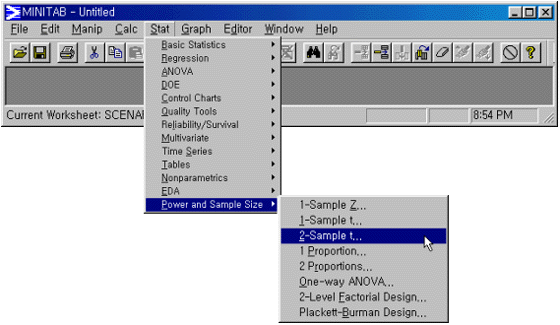 MINITAB - Untitled
File Edit Manip Calc Stat Graph Editor Window Help
Basic Statistics
Regression
ANOVA
DOE
Control Charts
Quality Tools
Reliability/Survival
Multivariate
Time Series
Tables
Nonparametrics
EDA
Power and Sample Size
Current Worksheet: SCENA
8:54 PM
1-Sample Z...
1-Sample t...
2-Sample t...
1 Proportion...
2 Proportions...
One-way ANOVA...
2-Level Factorial Design...
Plackett-Burman Design...